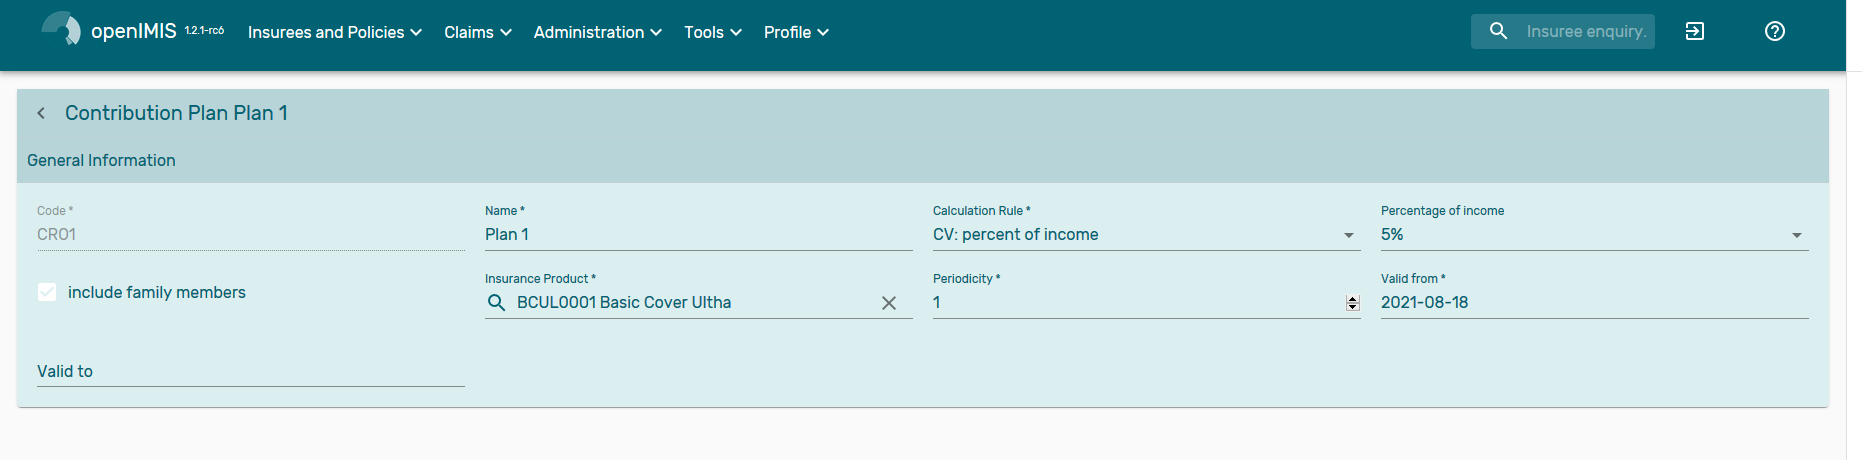 openIMIS 1.2.1-rc6 Insurees and Policies Claims Administration Tools Profile Insuree enquiry.
Contribution Plan Plan 1
General Information
Code * Name * Calculation Rule * Percentage of income
CR01 Plan 1 CV: percent of income 5%
Insurance Product * Periodicity * Valid from *
include family members BCUL0001 Basic Cover Ultha 1 2021-08-18
Valid to